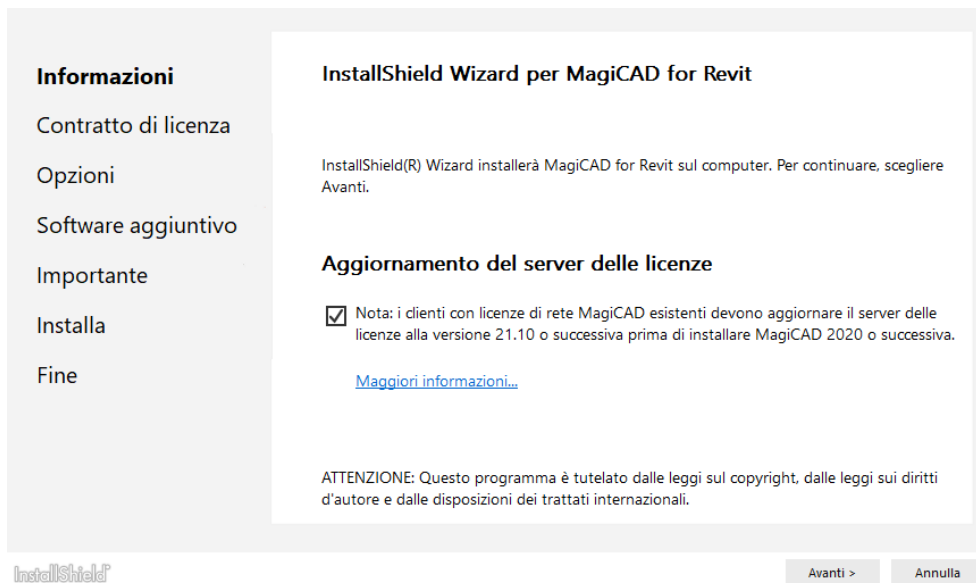 Informazioni
Contratto di licenza
Opzioni
Software aggiuntivo
Importante
Installa
Fine
InstallShield Wizard per MagiCAD for Revit
InstallShield(R) Wizard installerà MagiCAD for Revit sul computer. Per continuare, scegliere
Avanti.
Aggiornamento del server delle licenze
Nota: i clienti con licenze di rete MagiCAD esistenti devono aggiornare il server delle
licenze alla versione 21.10 o successiva prima di installare MagiCAD 2020 o successiva.
Maggiori informazioni...
ATTENZIONE: Questo programma è tutelato dalle leggi sul copyright, dalle leggi sui diritti
d'autore e dalle disposizioni dei trattati internazionali.
InstallShield®
Avanti >
Annulla